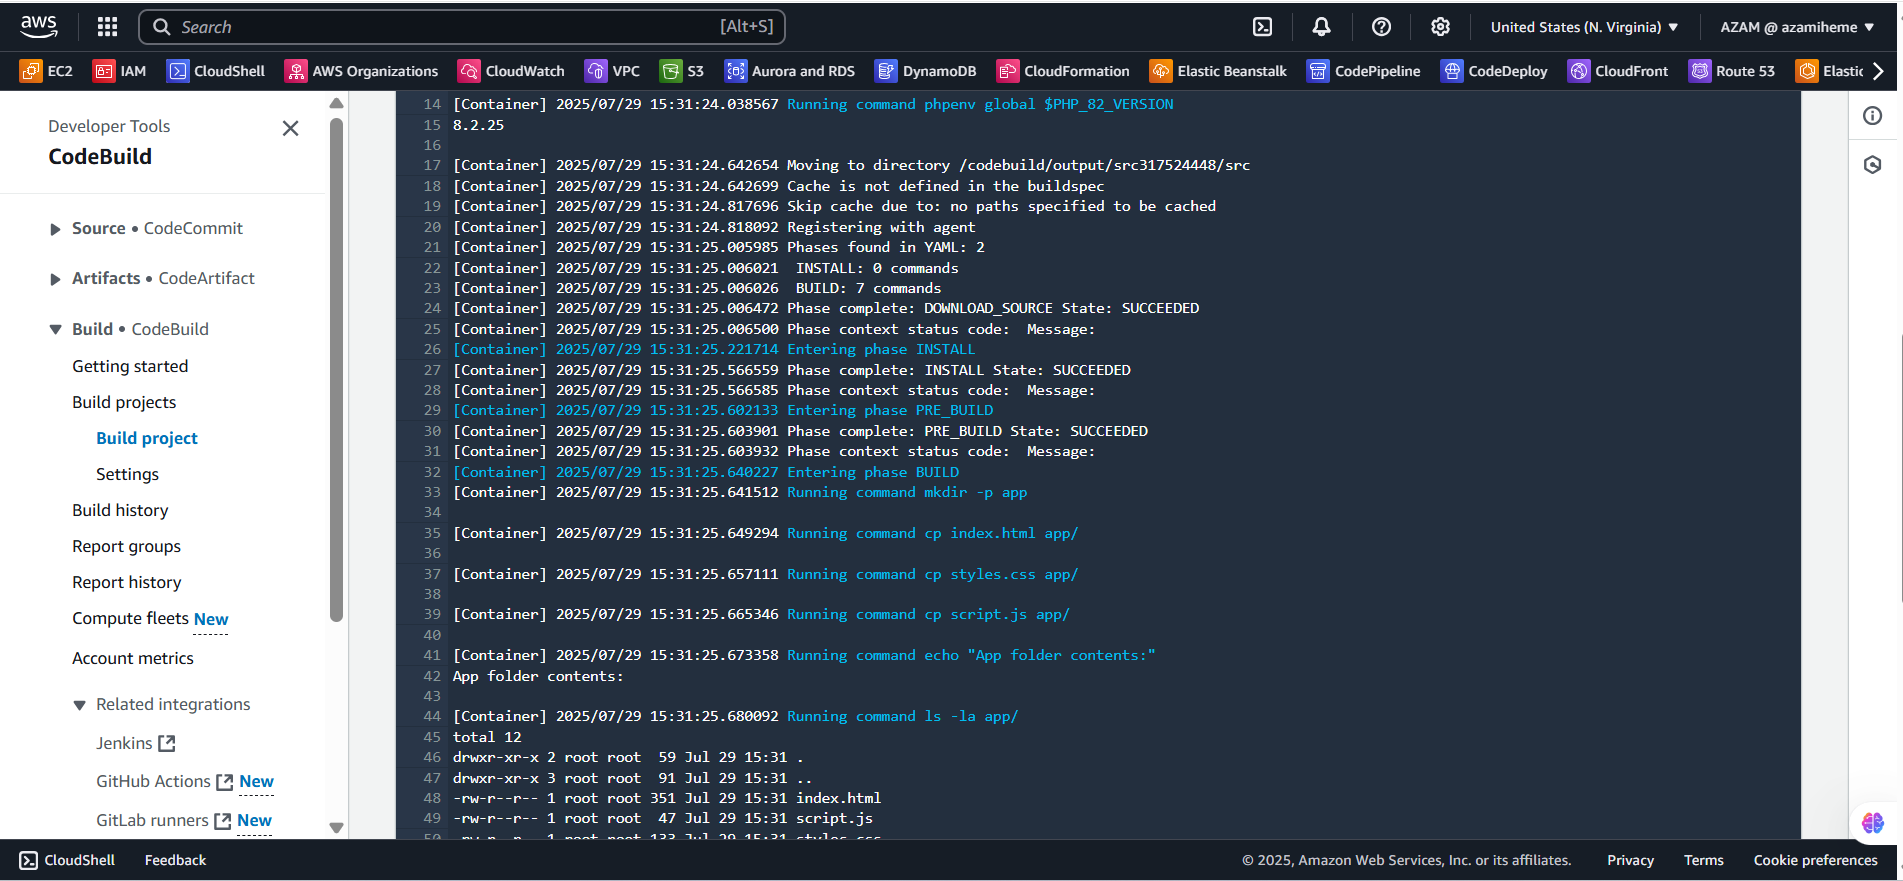 aws
Search
[Alt+S]
United States (N. Virginia)
AZAM @ azamiheme
EC2
IAM
CloudShell
AWS Organizations
CloudWatch
VPC
S3
Aurora and RDS
DynamoDB
CloudFormation
Elastic Beanstalk
CodePipeline
CodeDeploy
CloudFront
Route 53
Elastic
Developer Tools
CodeBuild
Source • CodeCommit
Artifacts • CodeArtifact
Build • CodeBuild
Getting started
Build projects
Build project
Settings
Build history
Report groups
Report history
Compute fleets New
Account metrics
Related integrations
Jenkins
GitHub Actions New
GitLab runners New
14 [Container] 2025/07/29 15:31:24.038567 Running command phpenv global $PHP_82_VERSION
15 8.2.25
16
17 [Container] 2025/07/29 15:31:24.642654 Moving to directory /codebuild/output/src317524448/src
18 [Container] 2025/07/29 15:31:24.642699 Cache is not defined in the buildspec
19 [Container] 2025/07/29 15:31:24.817696 Skip cache due to: no paths specified to be cached
20 [Container] 2025/07/29 15:31:24.818092 Registering with agent
21 [Container] 2025/07/29 15:31:25.005985 Phases found in YAML: 2
22 [Container] 2025/07/29 15:31:25.006021  INSTALL: 0 commands
23 [Container] 2025/07/29 15:31:25.006026  BUILD: 7 commands
24 [Container] 2025/07/29 15:31:25.006472 Phase complete: DOWNLOAD_SOURCE State: SUCCEEDED
25 [Container] 2025/07/29 15:31:25.006500 Phase context status code:  Message:
26 [Container] 2025/07/29 15:31:25.221714 Entering phase INSTALL
27 [Container] 2025/07/29 15:31:25.566559 Phase complete: INSTALL State: SUCCEEDED
28 [Container] 2025/07/29 15:31:25.566585 Phase context status code:  Message:
29 [Container] 2025/07/29 15:31:25.602133 Entering phase PRE_BUILD
30 [Container] 2025/07/29 15:31:25.603901 Phase complete: PRE_BUILD State: SUCCEEDED
31 [Container] 2025/07/29 15:31:25.603932 Phase context status code:  Message:
32 [Container] 2025/07/29 15:31:25.640227 Entering phase BUILD
33 [Container] 2025/07/29 15:31:25.641512 Running command mkdir -p app
34
35 [Container] 2025/07/29 15:31:25.649294 Running command cp index.html app/
36
37 [Container] 2025/07/29 15:31:25.657111 Running command cp styles.css app/
38
39 [Container] 2025/07/29 15:31:25.665346 Running command cp script.js app/
40
41 [Container] 2025/07/29 15:31:25.673358 Running command echo "App folder contents:"
42 App folder contents:
43
44 [Container] 2025/07/29 15:31:25.680092 Running command ls -la app/
45 total 12
46 drwxr-xr-x 2 root root  59 Jul 29 15:31 .
47 drwxr-xr-x 3 root root  91 Jul 29 15:31 ..
48 -rw-r--r-- 1 root root 351 Jul 29 15:31 index.html
49 -rw-r--r-- 1 root root  47 Jul 29 15:31 script.js
50 -rw-r--r-- 1 root root 133 Jul 29 15:31 styles.css
CloudShell
Feedback
© 2025, Amazon Web Services, Inc. or its affiliates.
Privacy
Terms
Cookie preferences